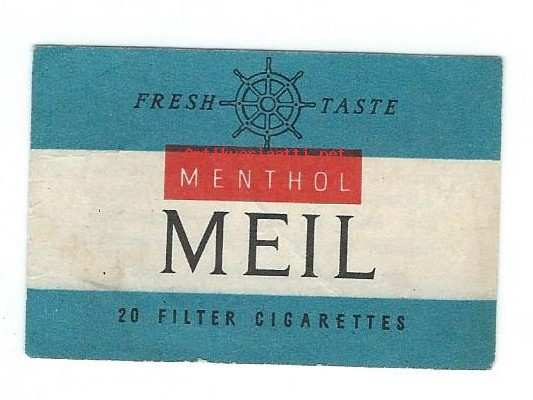 FRESH TASTE
MENTHOL
MEIL
20 FILTER CIGARETTES